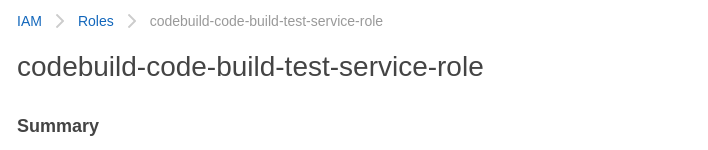 IAM > Roles > codebuild-code-build-test-service-role
codebuild-code-build-test-service-role
Summary